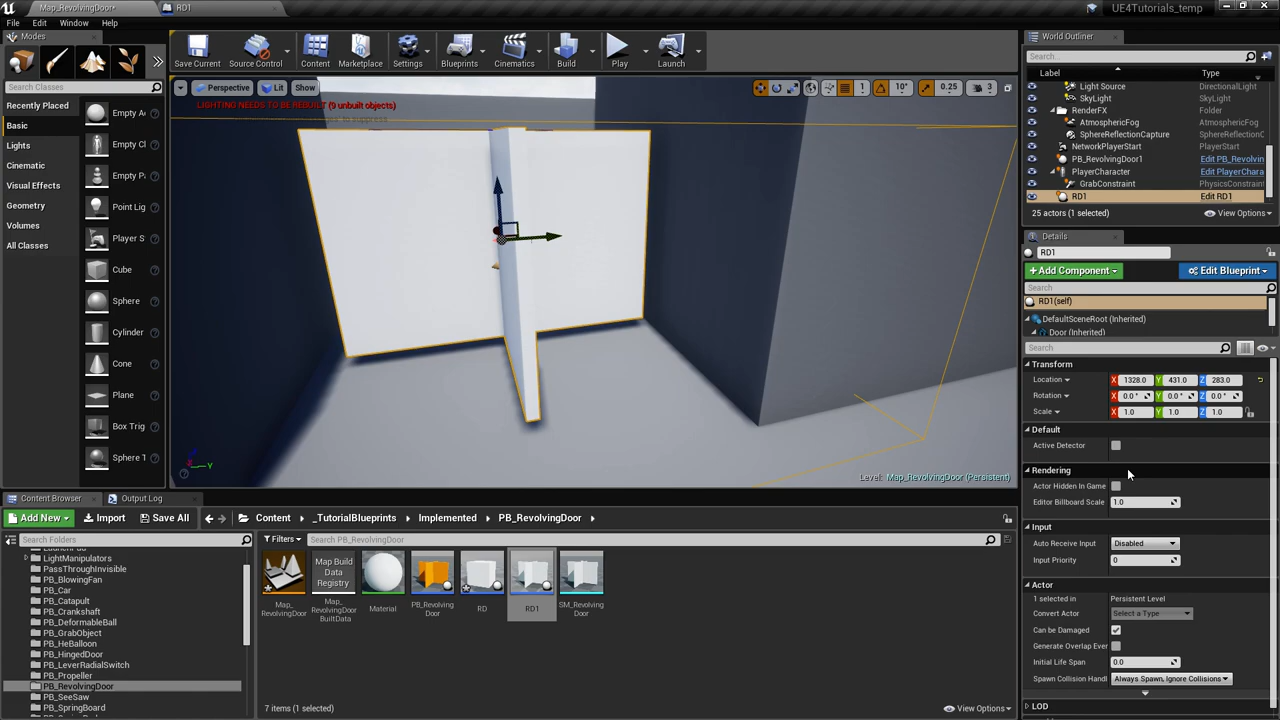 Map_RevolvingDoor*
RD1
UE4Tutorials_temp
File Edit Window Help
Modes
Search Classes
Recently Placed
Basic
Lights
Cinematic
Visual Effects
Geometry
Volumes
All Classes
Empty A
Empty Cl
Empty P
Point Lig
Player S
Cube
Sphere
Cylinder
Cone
Plane
Box Trig
Sphere T
Save Current
Source Control
Content
Marketplace
Settings
Blueprints
Cinematics
Build
Play
Launch
Perspective Lit Show
1 10° 0.25 3
LIGHTING NEEDS TO BE REBUILT (9 unbuilt objects)
to suppress
Y
Level: Map_RevolvingDoor (Persistent)
World Outliner
Search...
Label Type
Light Source DirectionalLight
SkyLight SkyLight
RenderFX Folder
AtmosphericFog AtmosphericFog
SphereReflectionCapture SphereReflectionC
NetworkPlayerStart PlayerStart
PB_RevolvingDoor1 Edit PB_Revolvin
PlayerCharacter Edit PlayerChara
GrabConstraint PhysicsConstrain
RD1 Edit RD1
25 actors (1 selected) View Options
Details
RD1
+ Add Component Edit Blueprint
Search
RD1(self)
DefaultSceneRoot (Inherited)
Door (Inherited)
Search
Transform
Location X 1328.0 Y 431.0 Z 283.0
Rotation X 0.0° Y 0.0° Z 0.0°
Scale X 1.0 Y 1.0 Z 1.0
Default
Active Detector
Rendering
Actor Hidden In Game
Editor Billboard Scale 1.0
Input
Auto Receive Input Disabled
Input Priority 0
Actor
1 selected in Persistent Level
Convert Actor Select a Type
Can be Damaged
Generate Overlap Ever
Initial Life Span 0.0
Spawn Collision Handl Always Spawn, Ignore Collisions
LOD
Content Browser
Output Log
Add New Import Save All Content _TutorialBlueprints Implemented PB_RevolvingDoor
Search Folders
LightManipulators
PassThroughInvisible
PB_BlowingFan
PB_Car
PB_Catapult
PB_Crankshaft
PB_DeformableBall
PB_GrabObject
PB_HeBalloon
PB_HingedDoor
PB_LeverRadialSwitch
PB_Propeller
PB_RevolvingDoor
PB_SeeSaw
PB_SpringBoard
Filters Search PB_RevolvingDoor
Map Build
Data
Registry
Map_
RevolvingDoor
Map_
RevolvingDoor
BuiltData
Material
PB_Revolving
Door
RD
RD1
SM_Revolving
Door
7 items (1 selected) View Options